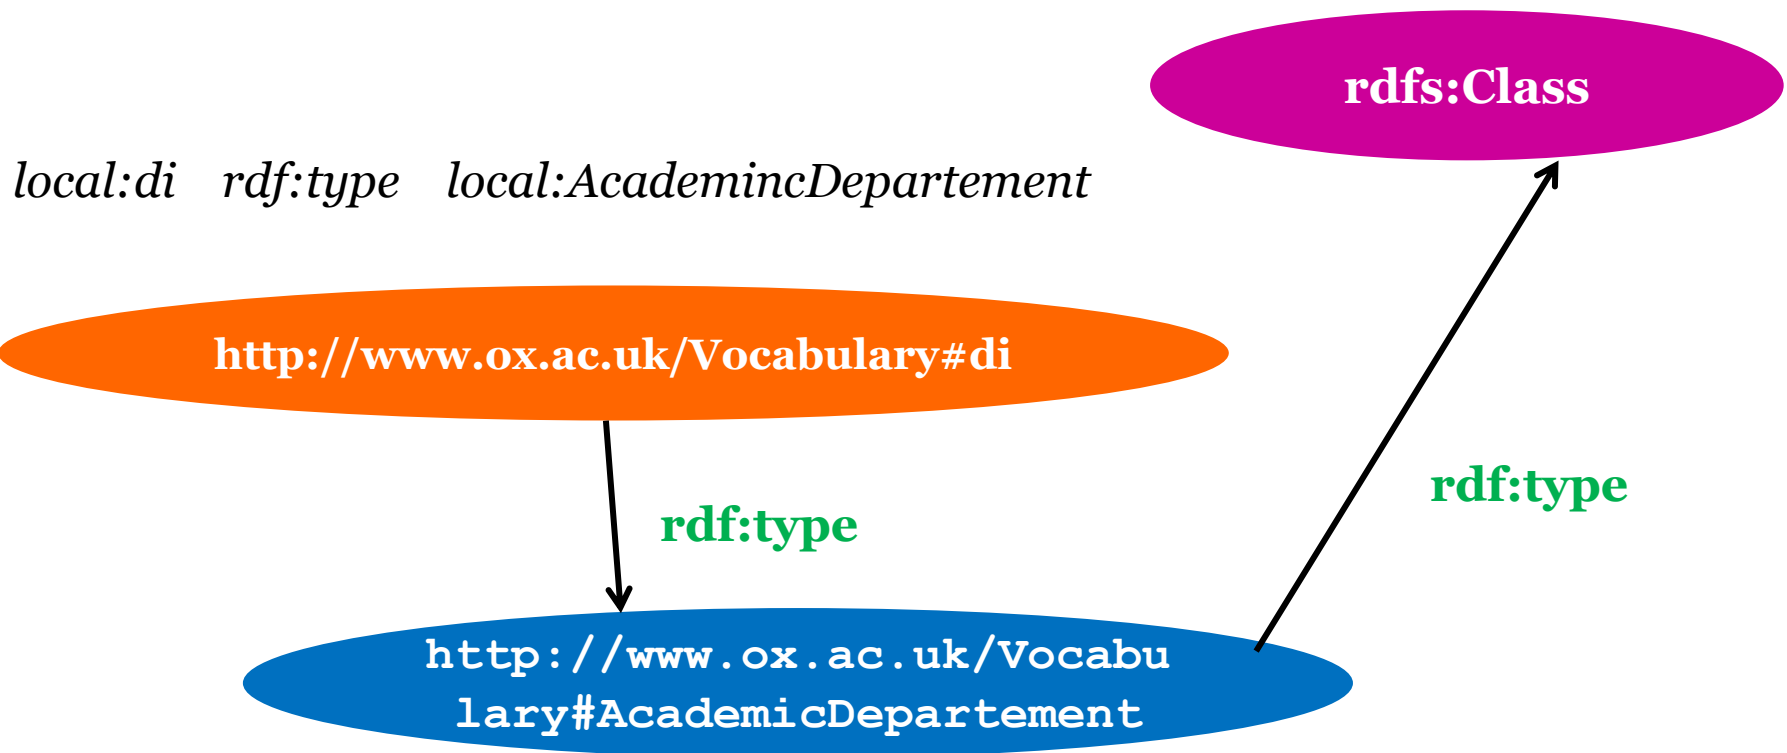 rdfs:Class
local:di rdf:type local:AcademincDepartement
http://www.ox.ac.uk/Vocabulary#di
rdf:type
rdf:type
http://www.ox.ac.uk/Vocabu
lary#AcademicDepartement